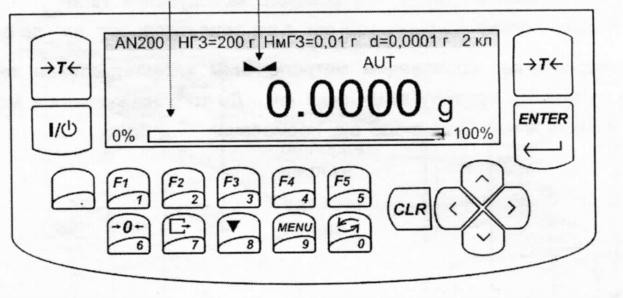 AN200 НГЗ=200 г НмГЗ=0,01 г d=0,0001 г 2 кл
→T←
AUT
→T←
0.0000 g
I/⏻
ENTER
0% 100%
F1 1
F2 2
F3 3
F4 4
F5 5
CLR
→0← 6
7
▼ 8
MENU 9
0